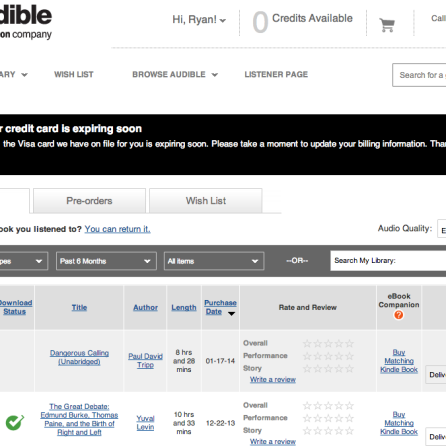 dible
on company
Hi, Ryan!
0 Credits Available
Call
ARY
WISH LIST
BROWSE AUDIBLE
LISTENER PAGE
Search for a
r credit card is expiring soon
the Visa card we have on file for you is expiring soon. Please take a moment to update your billing information. Tha
Pre-orders
Wish List
ook you listened to? You can return it.
Audio Quality:
E
pes
Past 6 Months
All items
--OR--
Search My Library:
Download Status
Title
Author
Length
Purchase Date
Rate and Review
eBook Companion
?
Dangerous Calling (Unabridged)
Paul David Tripp
8 hrs and 28 mins
01-17-14
Overall
Performance
Story
Write a review
Buy Matching Kindle Book
Deliv
The Great Debate: Edmund Burke, Thomas Paine, and the Birth of Right and Left
Yuval Levin
10 hrs and 33 mins
12-22-13
Overall
Performance
Story
Write a review
Buy Matching Kindle Book
Deliv